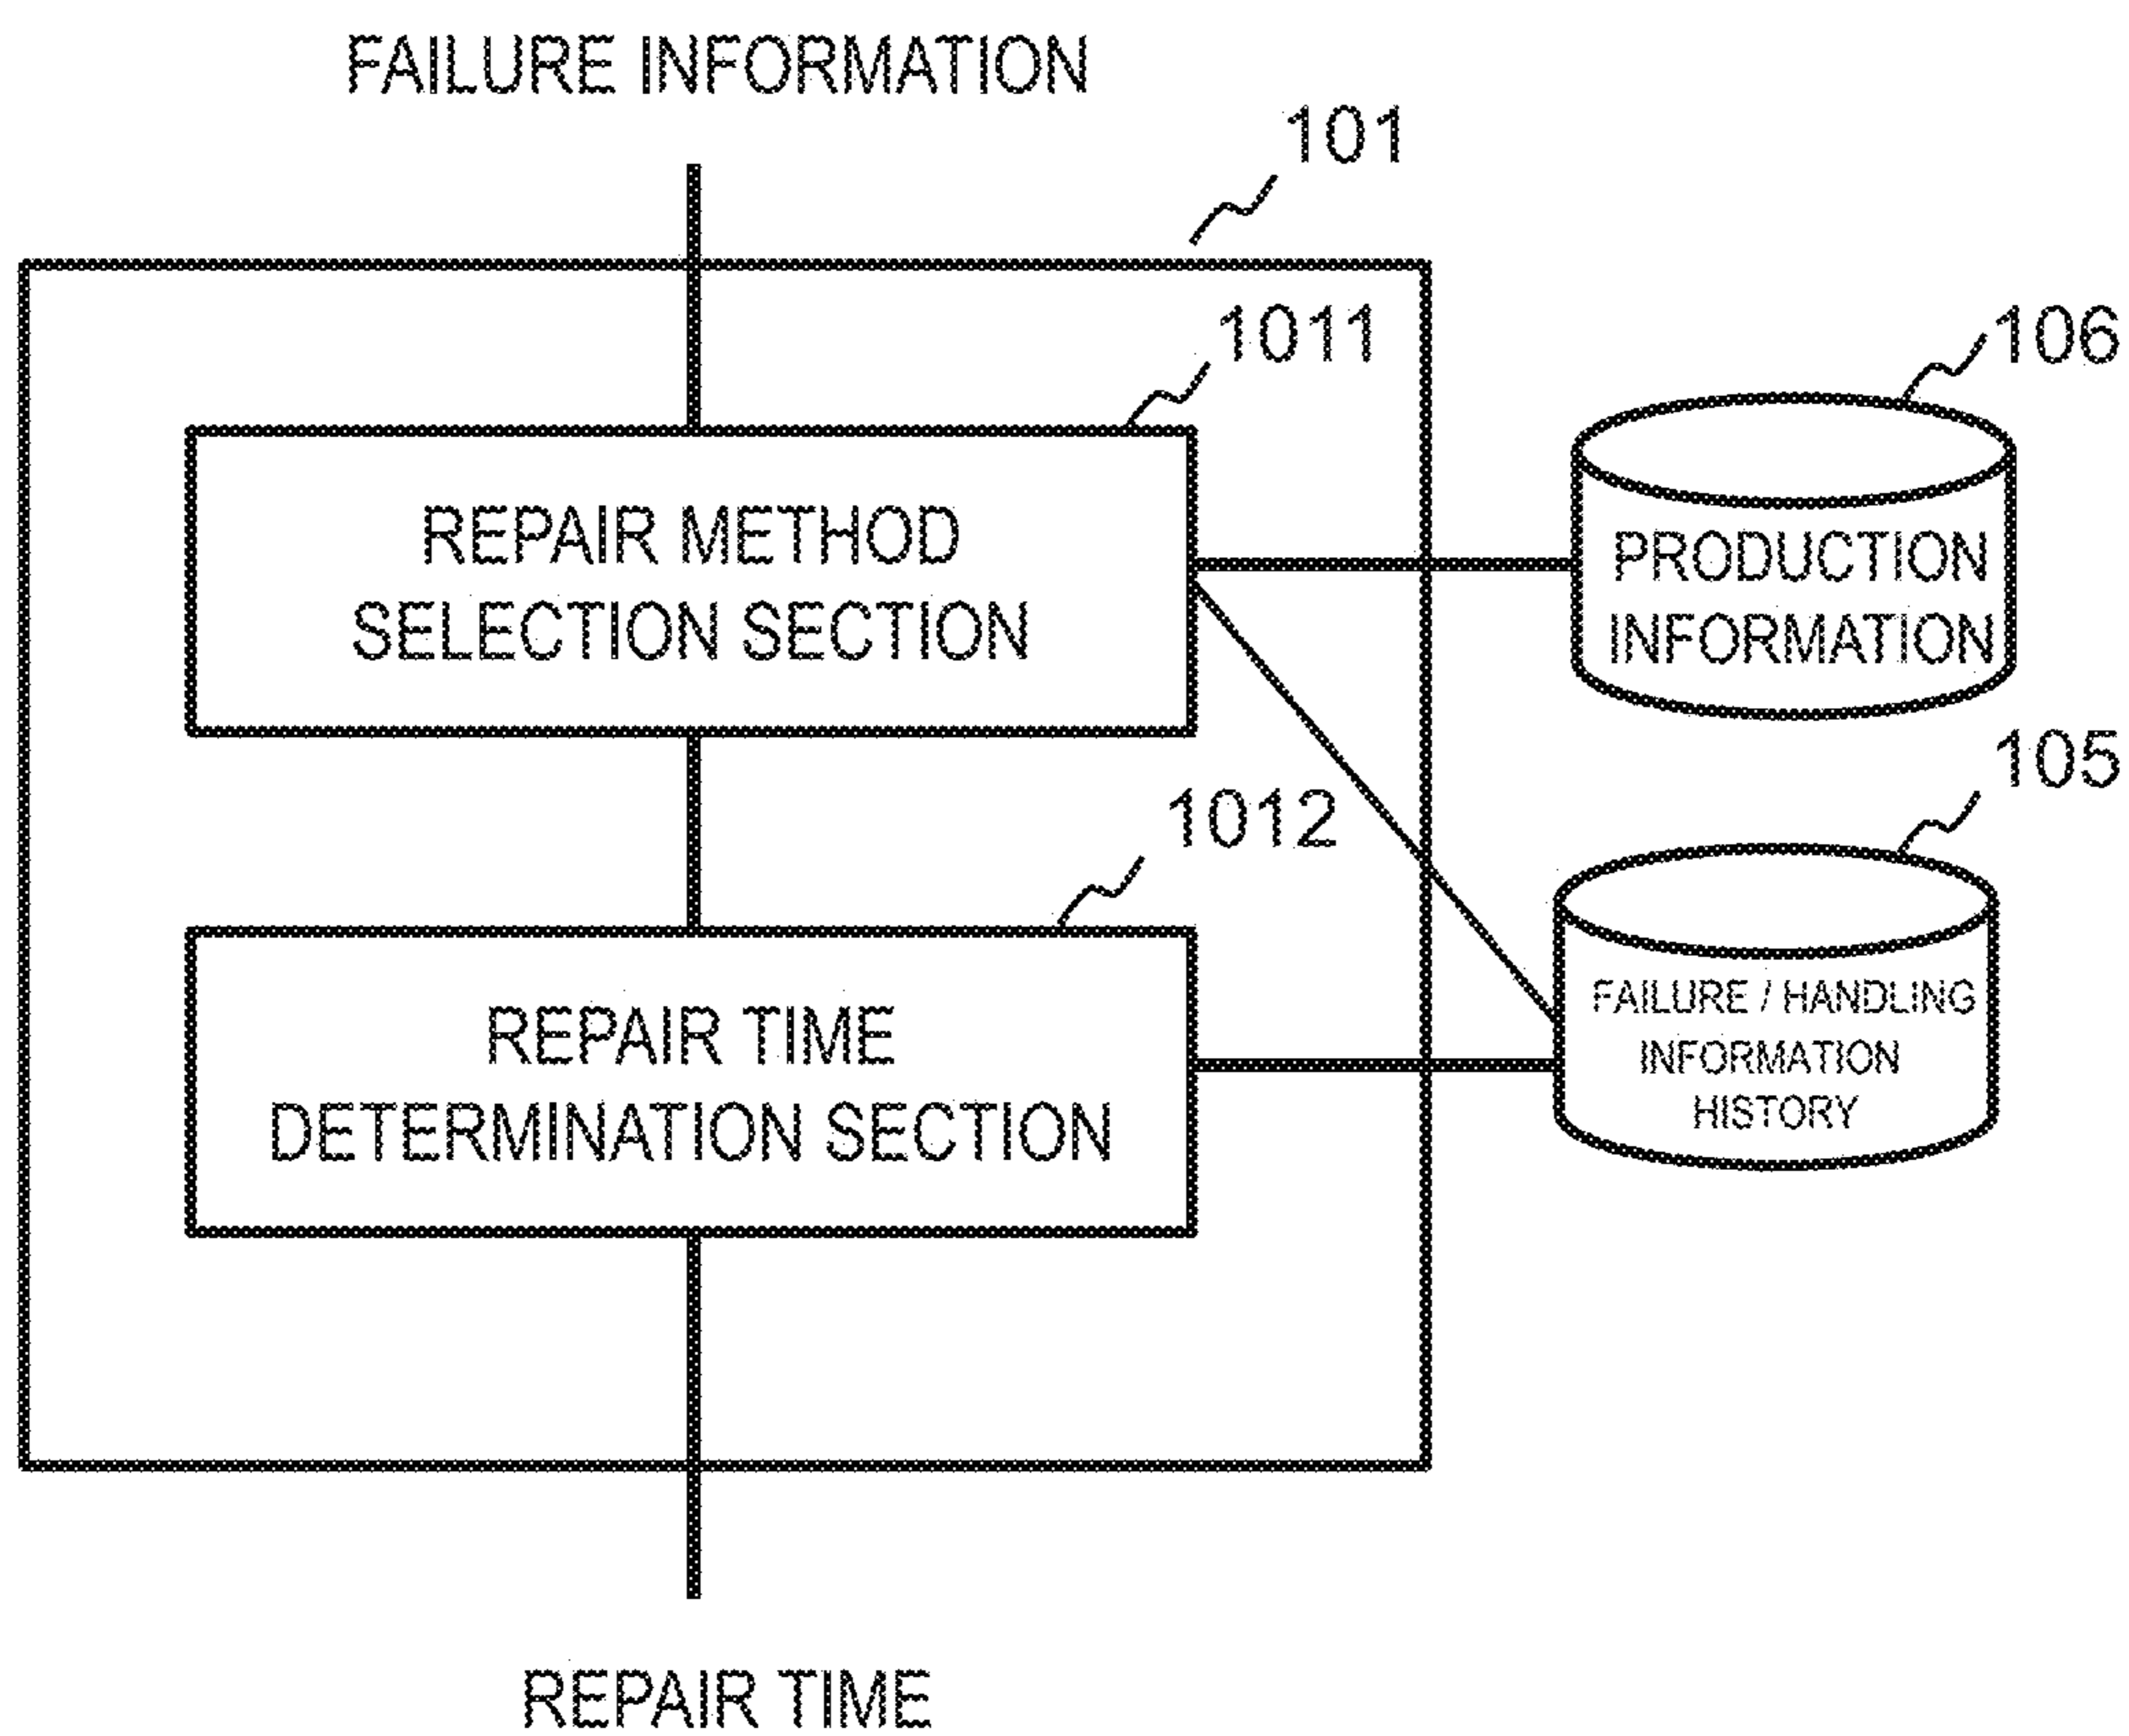 FAILURE INFORMATION
101
1011
106
REPAIR METHOD
SELECTION SECTION
PRODUCTION
INFORMATION
105
1012
FAILURE / HANDLING
INFORMATION
HISTORY
REPAIR TIME
DETERMINATION SECTION
REPAIR TIME